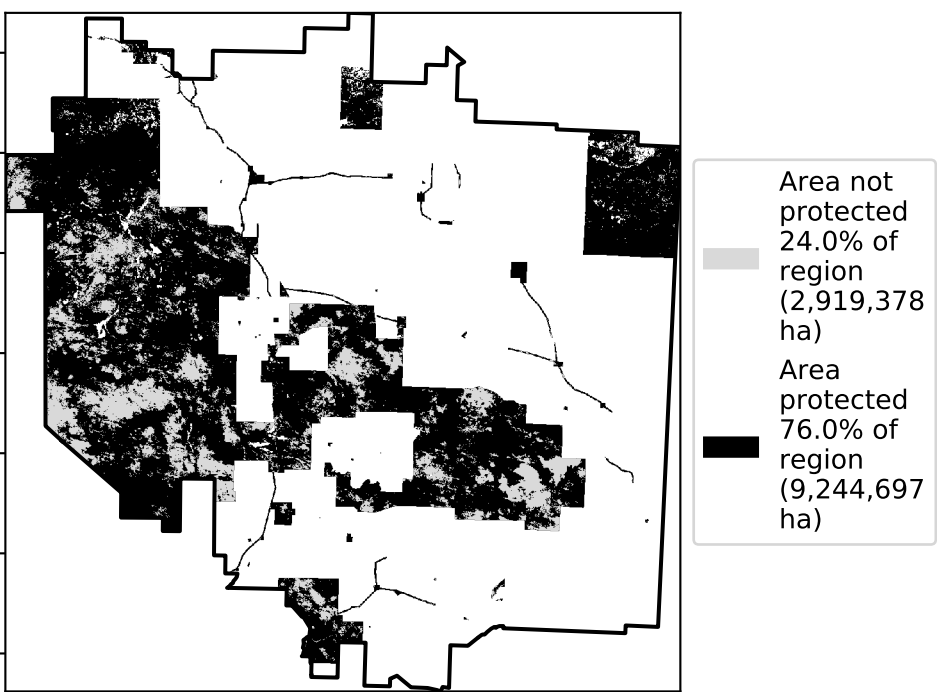 Area not
protected
24.0% of
region
(2,919,378
ha)
Area
protected
76.0% of
region
(9,244,697
ha)